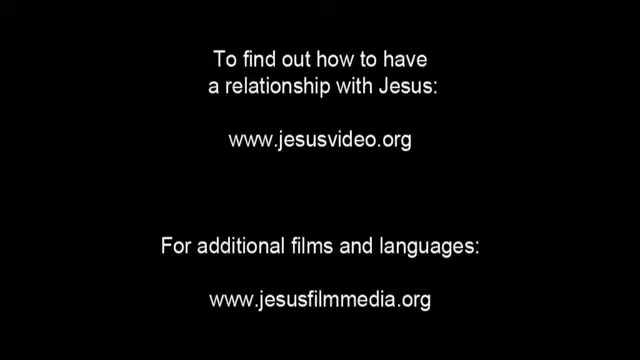 To find out how to have
a relationship with Jesus:
www.jesusvideo.org
For additional films and languages:
www.jesusfilmmedia.org